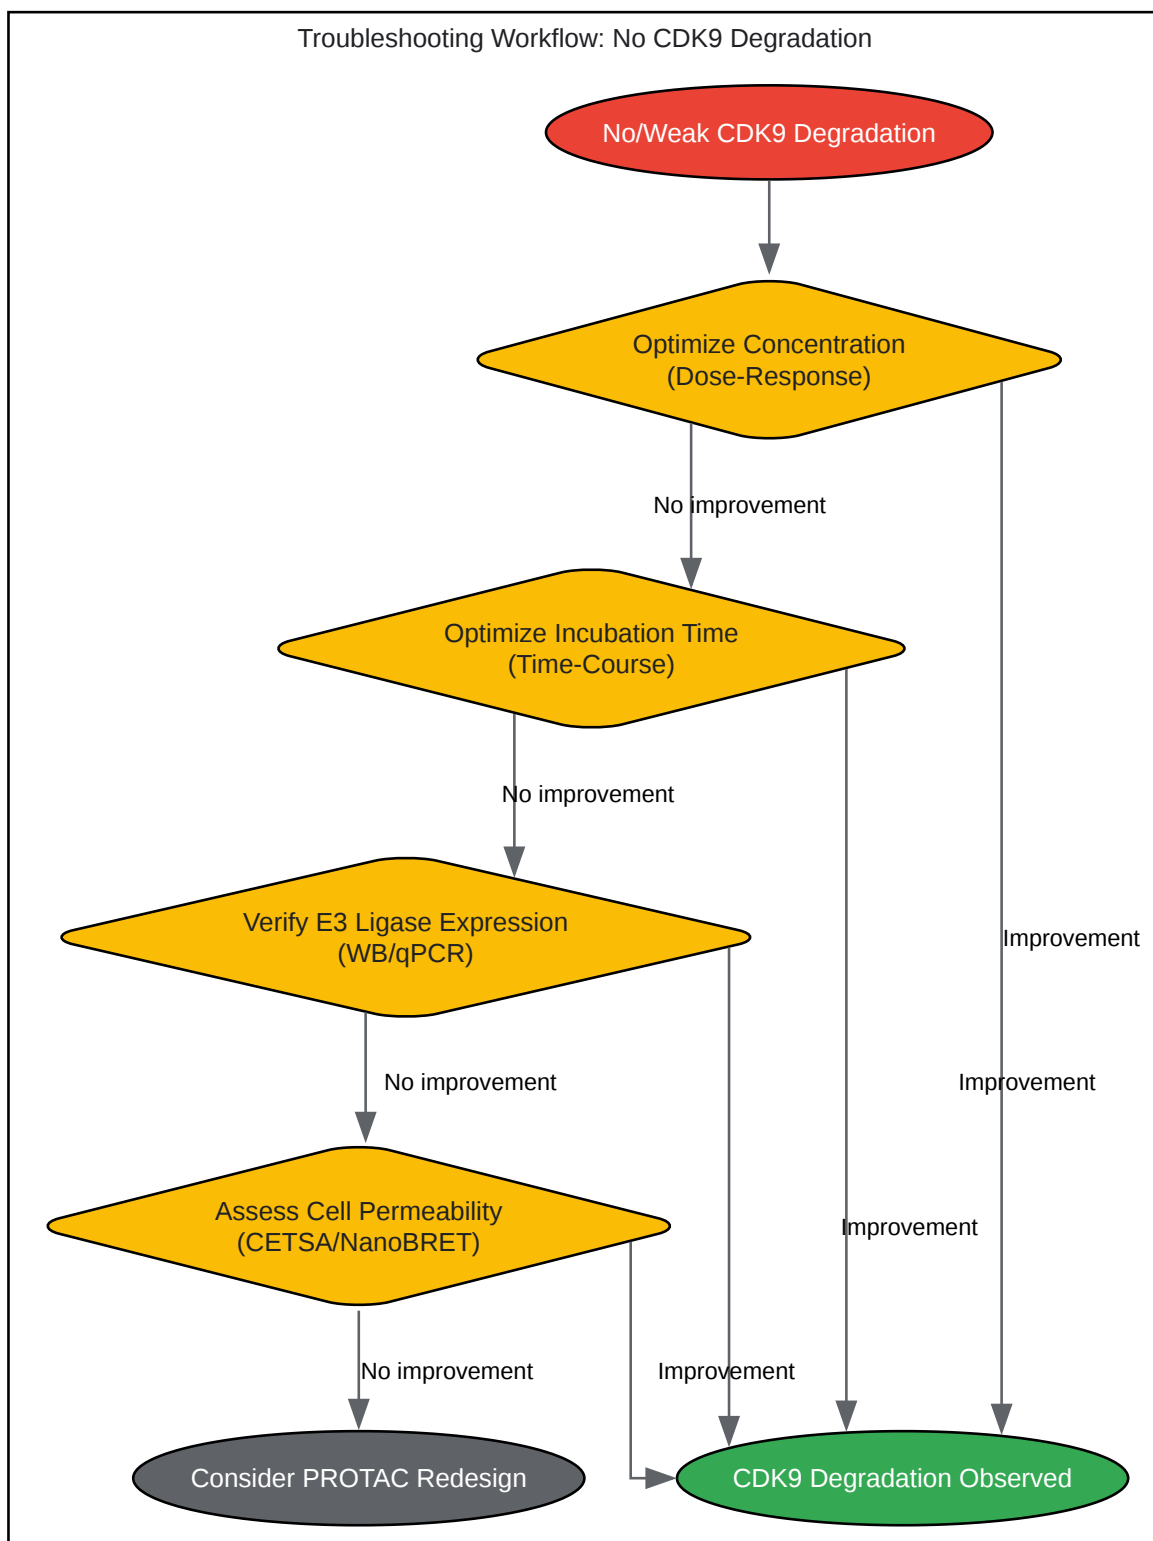 Troubleshooting Workflow: No CDK9 Degradation
No/Weak CDK9 Degradation
Optimize Concentration
(Dose-Response)
No improvement
Optimize Incubation Time
(Time-Course)
No improvement
Verify E3 Ligase Expression
(WB/qPCR)
Improvement
No improvement
Improvement
Assess Cell Permeability
(CETSA/NanoBRET)
Improvement
No improvement
Improvement
Consider PROTAC Redesign
CDK9 Degradation Observed